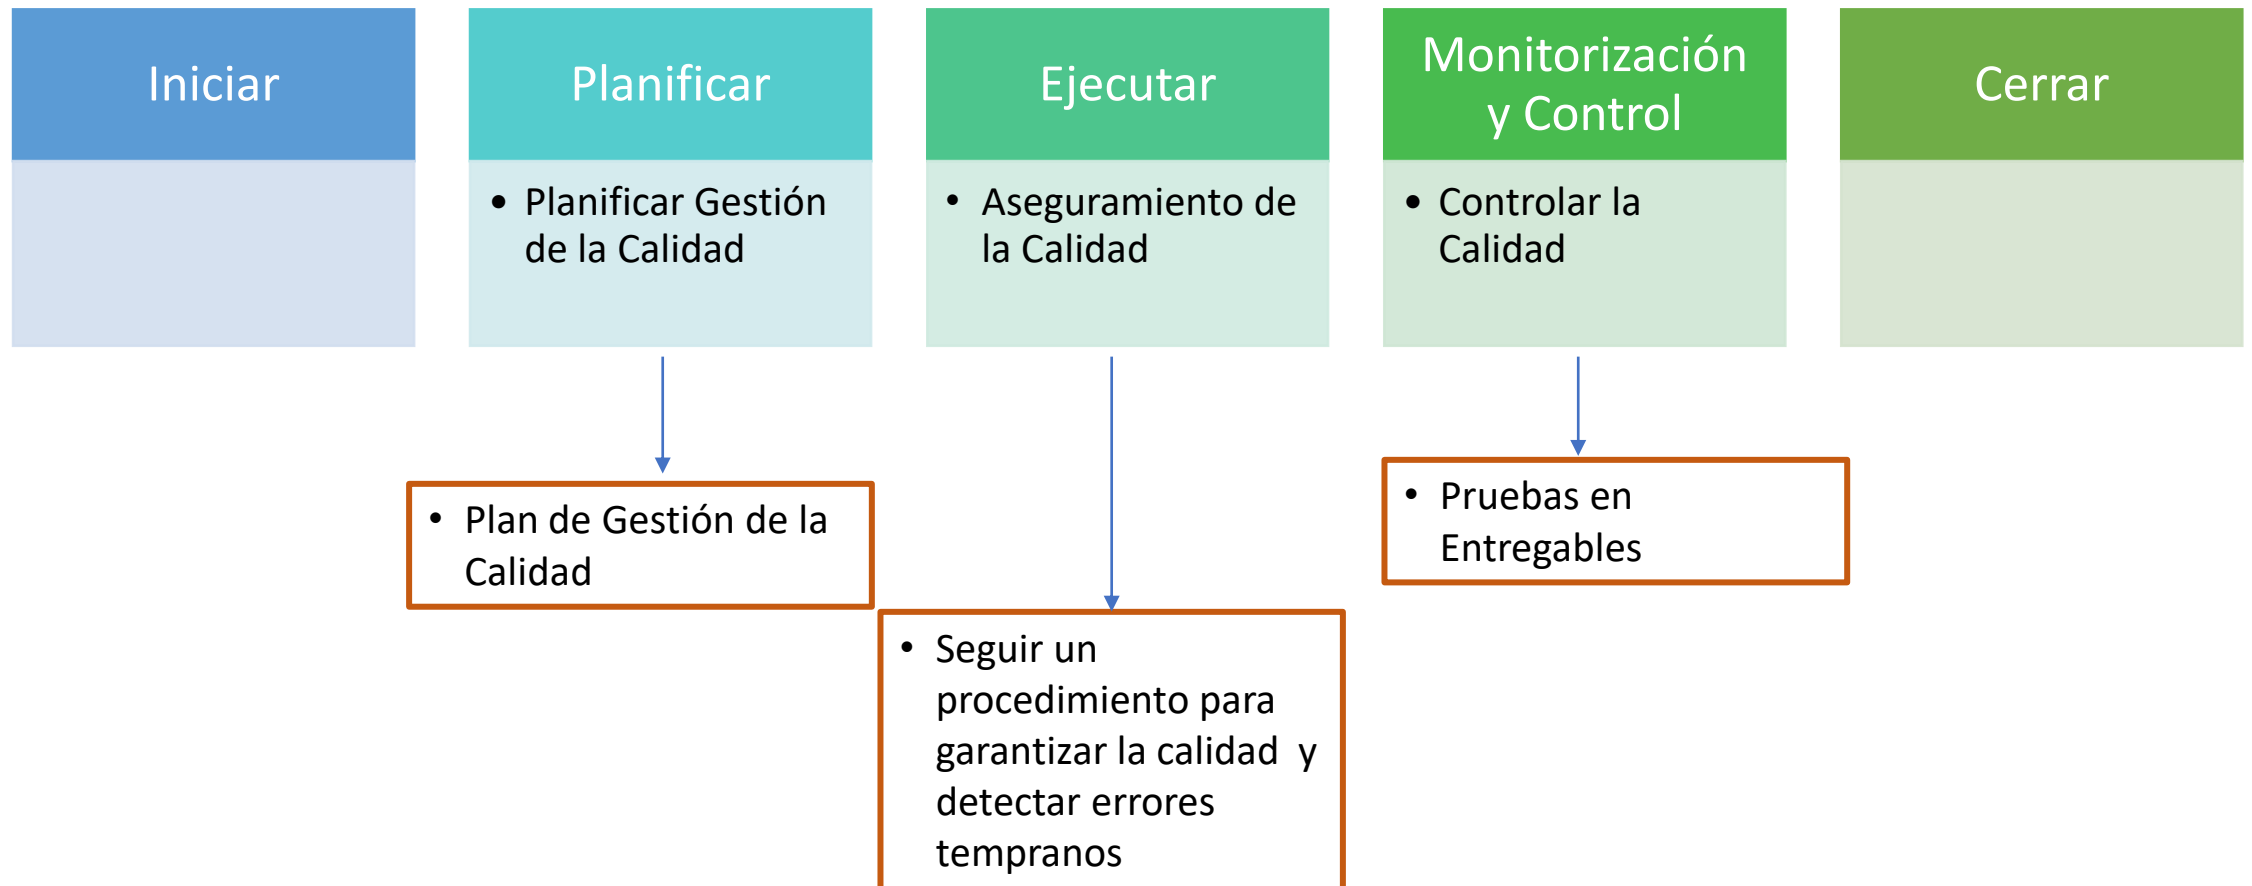 Iniciar
Planificar
• Planificar Gestión
de la Calidad
Ejecutar
• Aseguramiento de
la Calidad
Monitorización
y Control
• Controlar la
Calidad
Cerrar
• Plan de Gestión de la
Calidad
• Seguir un
procedimiento para
garantizar la calidad  y
detectar errores
tempranos
• Pruebas en
Entregables